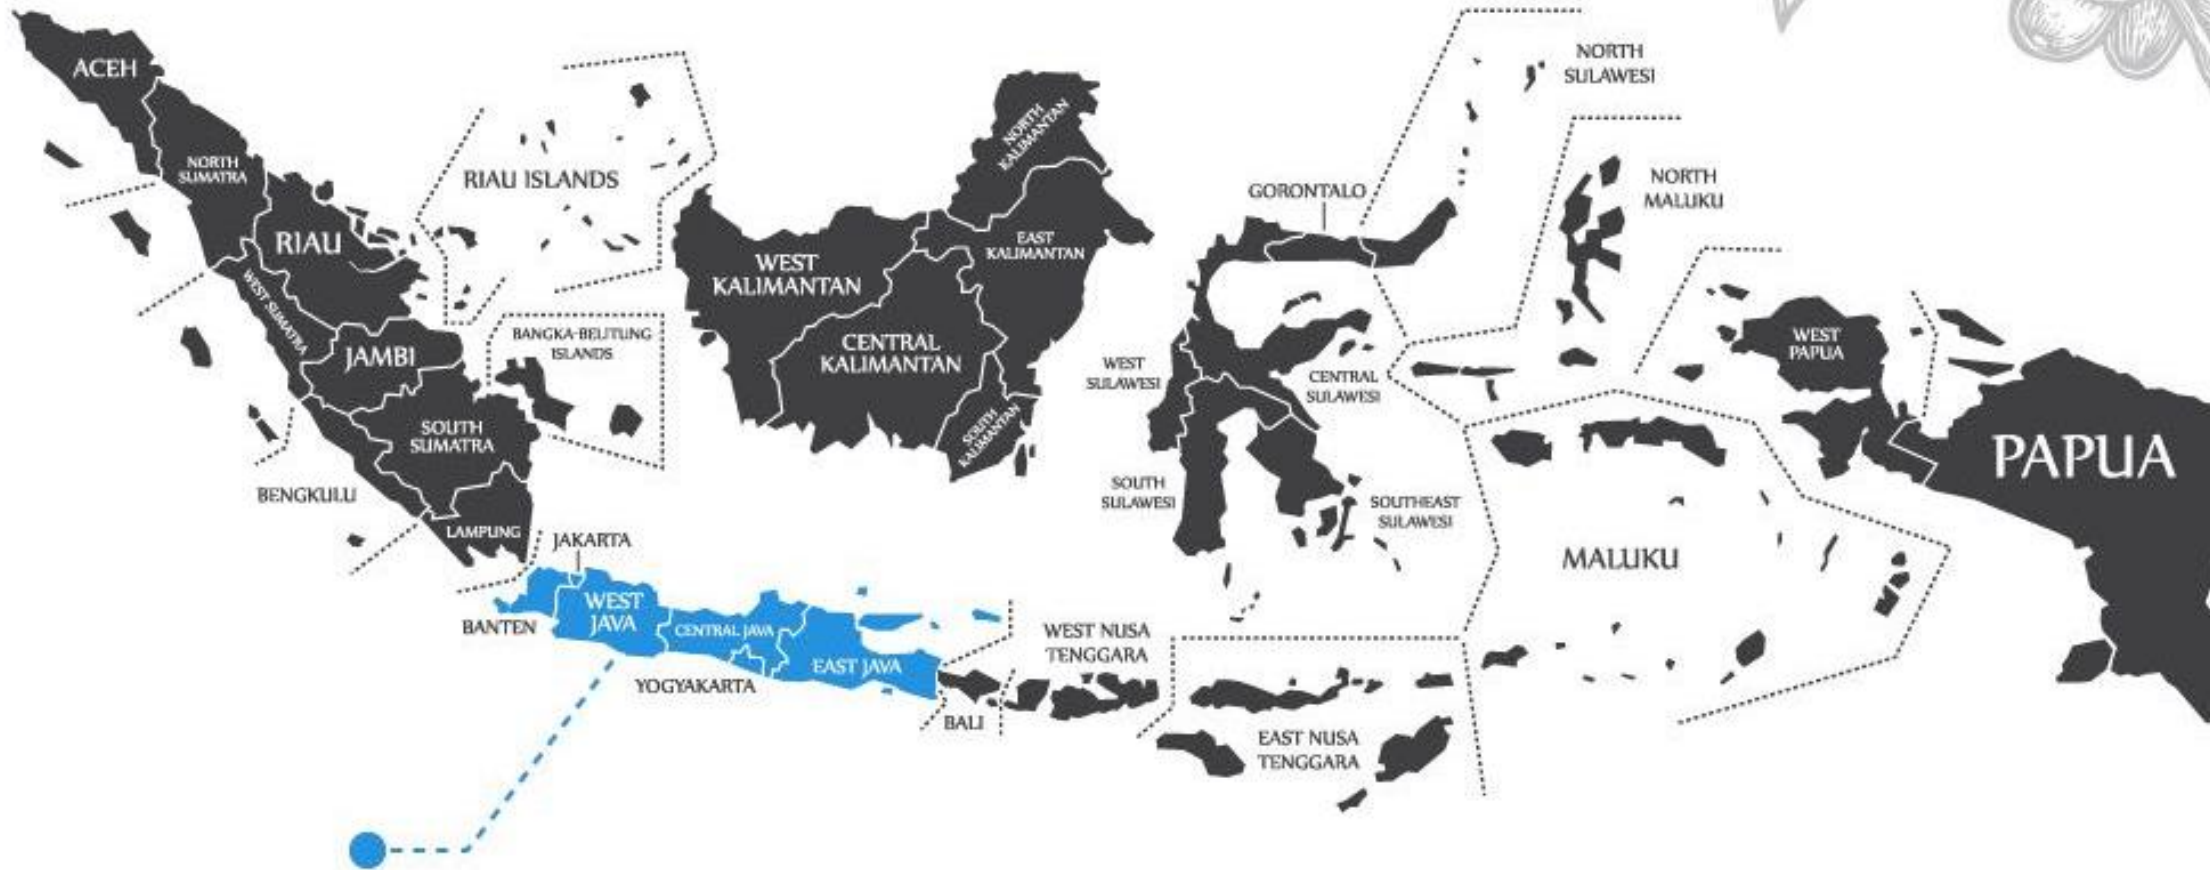 ACEH
NORTH
SUMATRA
RIAU
WEST SUMATRA
RIAU ISLANDS
JAMBI
BANGKA-BELITUNG
ISLANDS
SOUTH
SUMATRA
BENGKULU
LAMPUNG
WEST
KALIMANTAN
NORTH
KALIMANTAN
EAST
KALIMANTAN
CENTRAL
KALIMANTAN
SOUTH
KALIMANTAN
GORONTALO
NORTH
SULAWESI
WEST
SULAWESI
CENTRAL
SULAWESI
SOUTH
SULAWESI
SOUTHEAST
SULAWESI
NORTH
MALUKU
WEST
PAPUA
PAPUA
MALUKU
JAKARTA
BANTEN
WEST
JAVA
CENTRAL JAVA
YOGYAKARTA
EAST JAVA
BALI
WEST NUSA
TENGGARA
EAST NUSA
TENGGARA